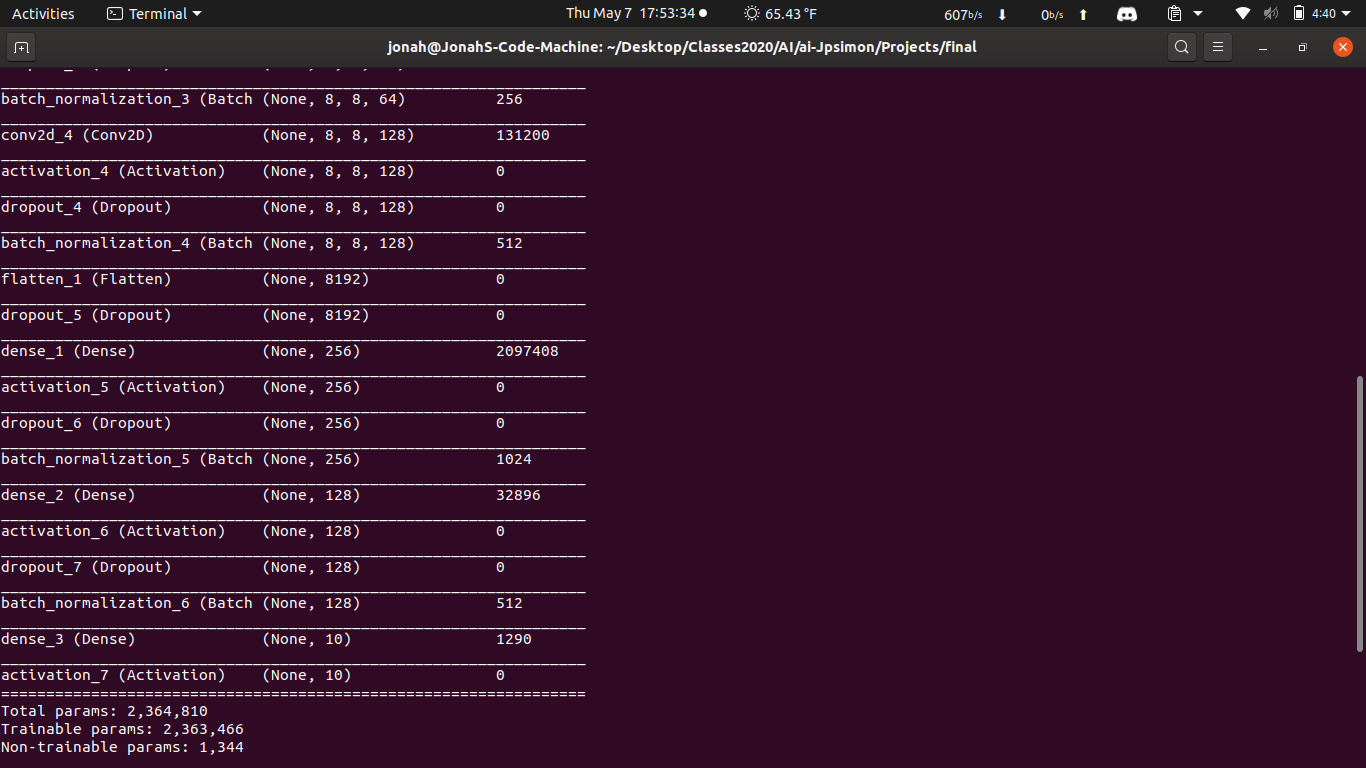 Activities Terminal Thu May 7 17:53:34 65.43 °F 607b/s 0b/s 4:40
jonah@JonahS-Code-Machine: ~/Desktop/Classes2020/AI/ai-Jpsimon/Projects/final
batch_normalization_3 (Batch (None, 8, 8, 64) 256
conv2d_4 (Conv2D) (None, 8, 8, 128) 131200
activation_4 (Activation) (None, 8, 8, 128) 0
dropout_4 (Dropout) (None, 8, 8, 128) 0
batch_normalization_4 (Batch (None, 8, 8, 128) 512
flatten_1 (Flatten) (None, 8192) 0
dropout_5 (Dropout) (None, 8192) 0
dense_1 (Dense) (None, 256) 2097408
activation_5 (Activation) (None, 256) 0
dropout_6 (Dropout) (None, 256) 0
batch_normalization_5 (Batch (None, 256) 1024
dense_2 (Dense) (None, 128) 32896
activation_6 (Activation) (None, 128) 0
dropout_7 (Dropout) (None, 128) 0
batch_normalization_6 (Batch (None, 128) 512
dense_3 (Dense) (None, 10) 1290
activation_7 (Activation) (None, 10) 0
=================================================================
Total params: 2,364,810
Trainable params: 2,363,466
Non-trainable params: 1,344